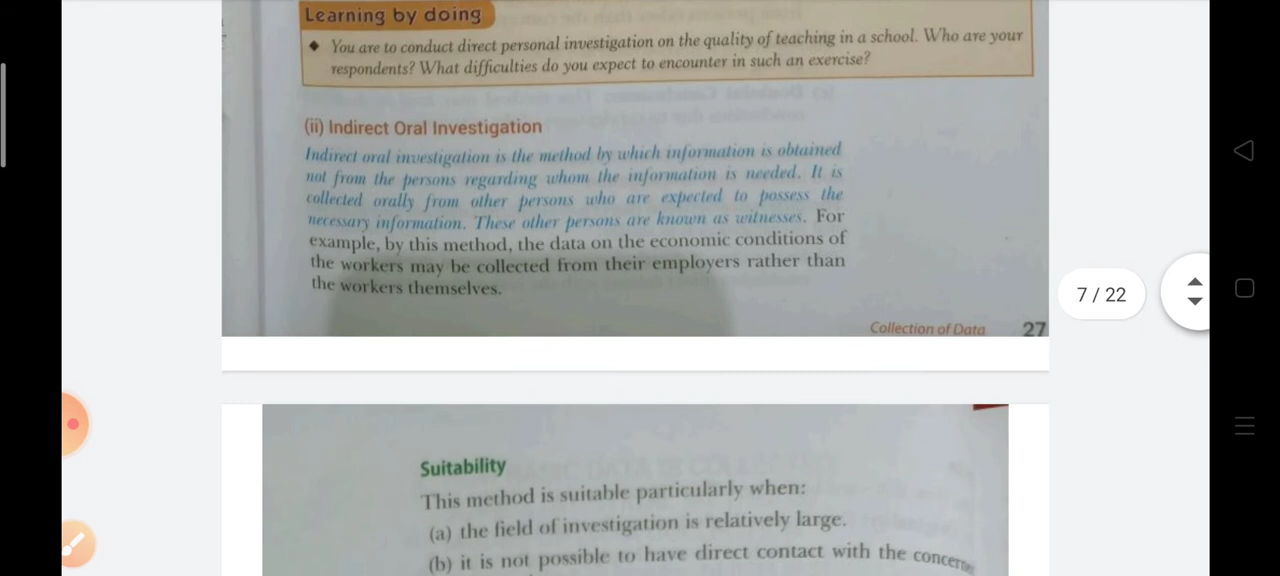 Learning by doing
◆ You are to conduct direct personal investigation on the quality of teaching in a school. Who are your
respondents? What difficulties do you expect to encounter in such an exercise?
(ii) Indirect Oral Investigation
Indirect oral investigation is the method by which information is obtained
not from the persons regarding whom the information is needed. It is
collected orally from other persons who are expected to possess the
necessary information. These other persons are known as witnesses. For
example, by this method, the data on the economic conditions of
the workers may be collected from their employers rather than
the workers themselves.
7 / 22
Collection of Data 27
Suitability
This method is suitable particularly when:
(a) the field of investigation is relatively large.
(b) it is not possible to have direct contact with the